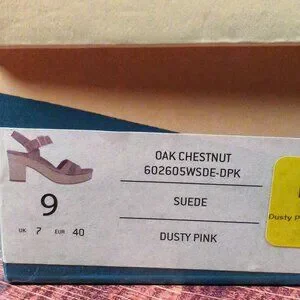 OAK CHESTNUT
602605WSDE-DPK
9
SUEDE
UK 7 EUR 40
DUSTY PINK
Dusty P